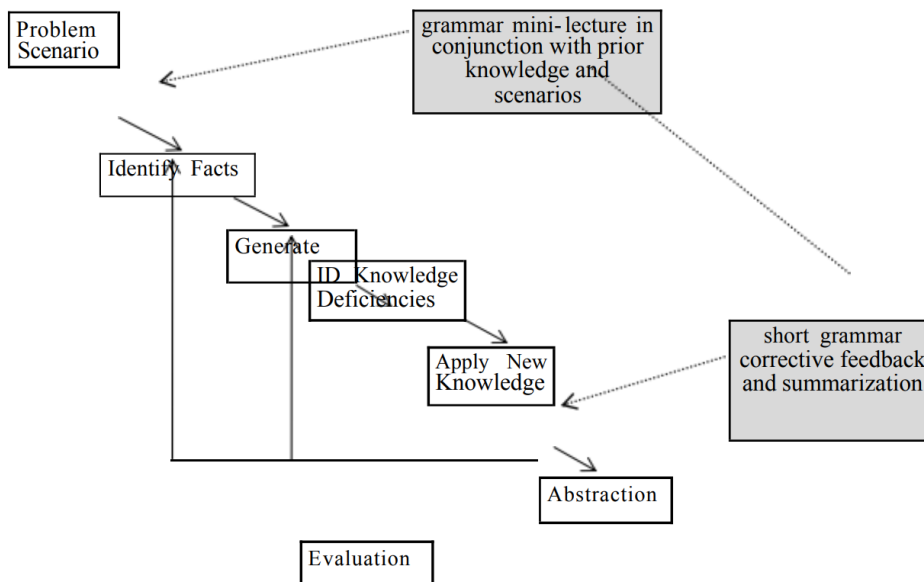 Problem
Scenario
grammar mini-lecture in
conjunction with prior
knowledge and
scenarios
Identify Facts
Generate
ID Knowledge
Deficiencies
short grammar
corrective feedback
and summarization
Apply New
Knowledge
Abstraction
Evaluation